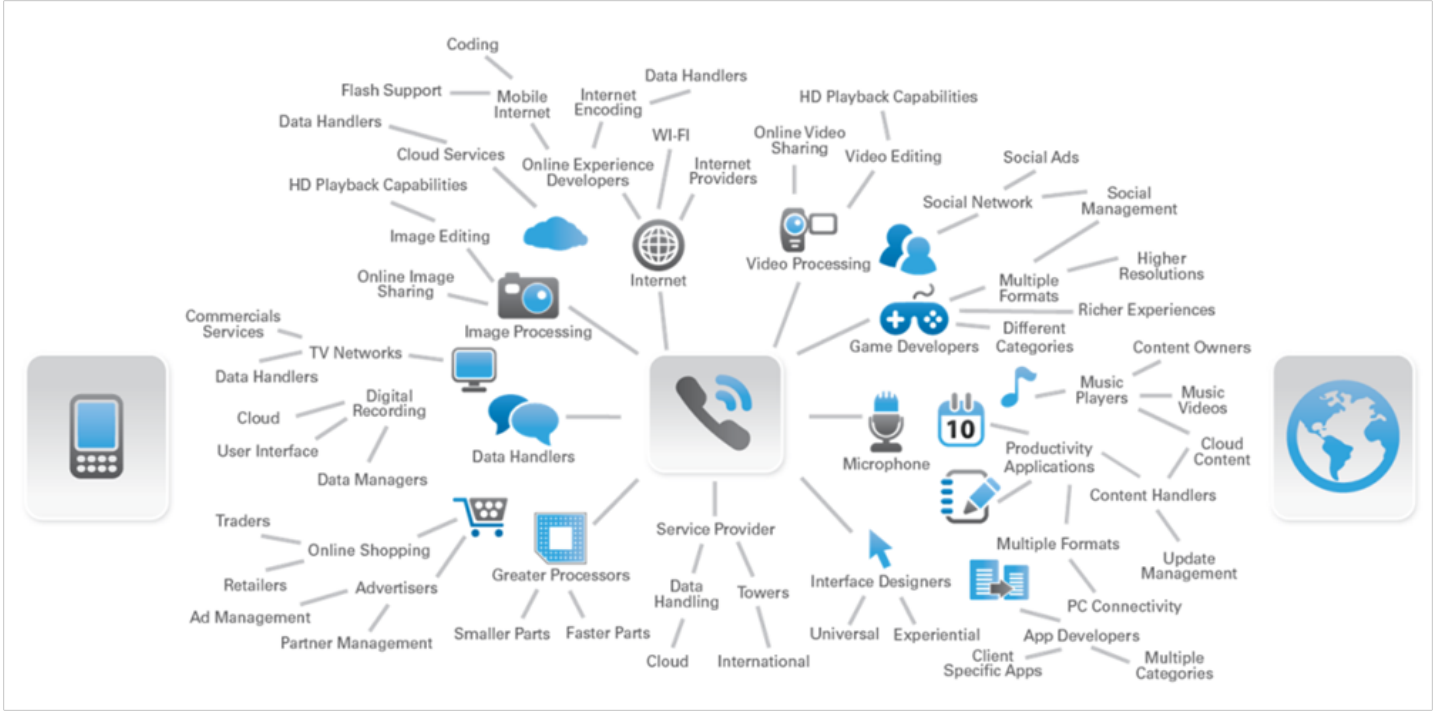 Coding
Flash Support
Mobile
Internet
Data Handlers
Cloud Services
HD Playback Capabilities
Image Editing
Online Image
Sharing
Image Processing
Internet
Encoding
Data Handlers
Online Experience
Developers
WI-FI
Internet
Providers
Internet
Online Video
Sharing
HD Playback Capabilities
Video Editing
Video Processing
Social Ads
Social Network
Social
Management
Multiple
Formats
Higher
Resolutions
Richer Experiences
Different
Categories
Game Developers
Commercials
Services
TV Networks
Data Handlers
Digital
Recording
Cloud
User Interface
Data Managers
Data Handlers
Microphone
10
Content Owners
Music
Players
Music
Videos
Cloud
Content
Productivity
Applications
Content Handlers
Update
Management
Multiple Formats
PC Connectivity
App Developers
Client
Specific Apps
Multiple
Categories
Traders
Online Shopping
Retailers
Advertisers
Ad Management
Partner Management
Greater Processors
Smaller Parts
Faster Parts
Service Provider
Data
Handling
Towers
Cloud
International
Interface Designers
Universal
Experiential